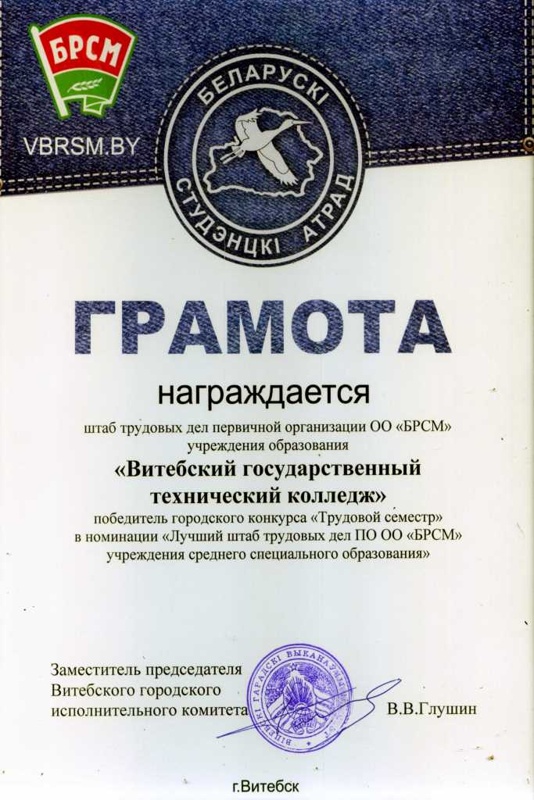 БРСМ
VBRSM.BY
БЕЛАРУСКІ
СТУДЭНЦКІ АТРАД
ГРАМОТА
награждается
штаб трудовых дел первичной организации ОО «БРСМ»
учреждения образования
«Витебский государственный
технический колледж»
победитель городского конкурса «Трудовой семестр»
в номинации «Лучший штаб трудовых дел ПО ОО «БРСМ»
учреждения среднего специального образования»
Заместитель председателя
Витебского городского
исполнительного комитета
В.В.Глушин
г.Витебск